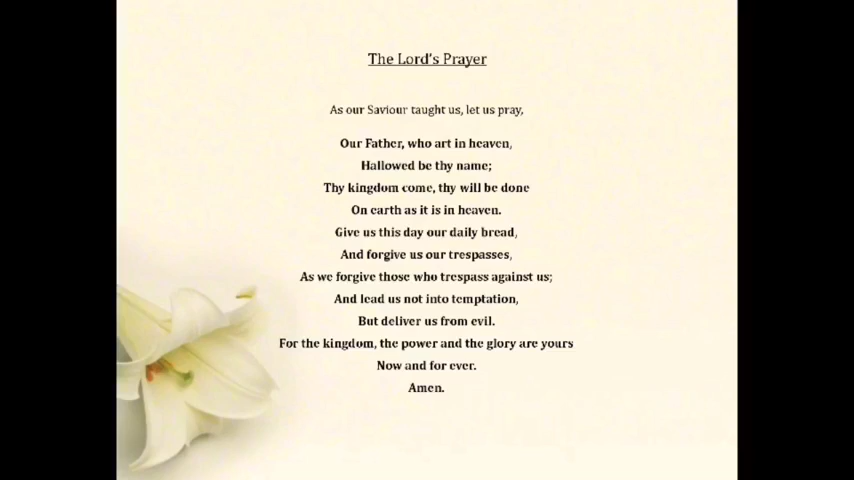 The Lord's Prayer
As our Saviour taught us, let us pray,
Our Father, who art in heaven,
Hallowed be thy name;
Thy kingdom come, thy will be done
On earth as it is in heaven.
Give us this day our daily bread,
And forgive us our trespasses,
As we forgive those who trespass against us;
And lead us not into temptation,
But deliver us from evil.
For the kingdom, the power and the glory are yours
Now and for ever.
Amen.